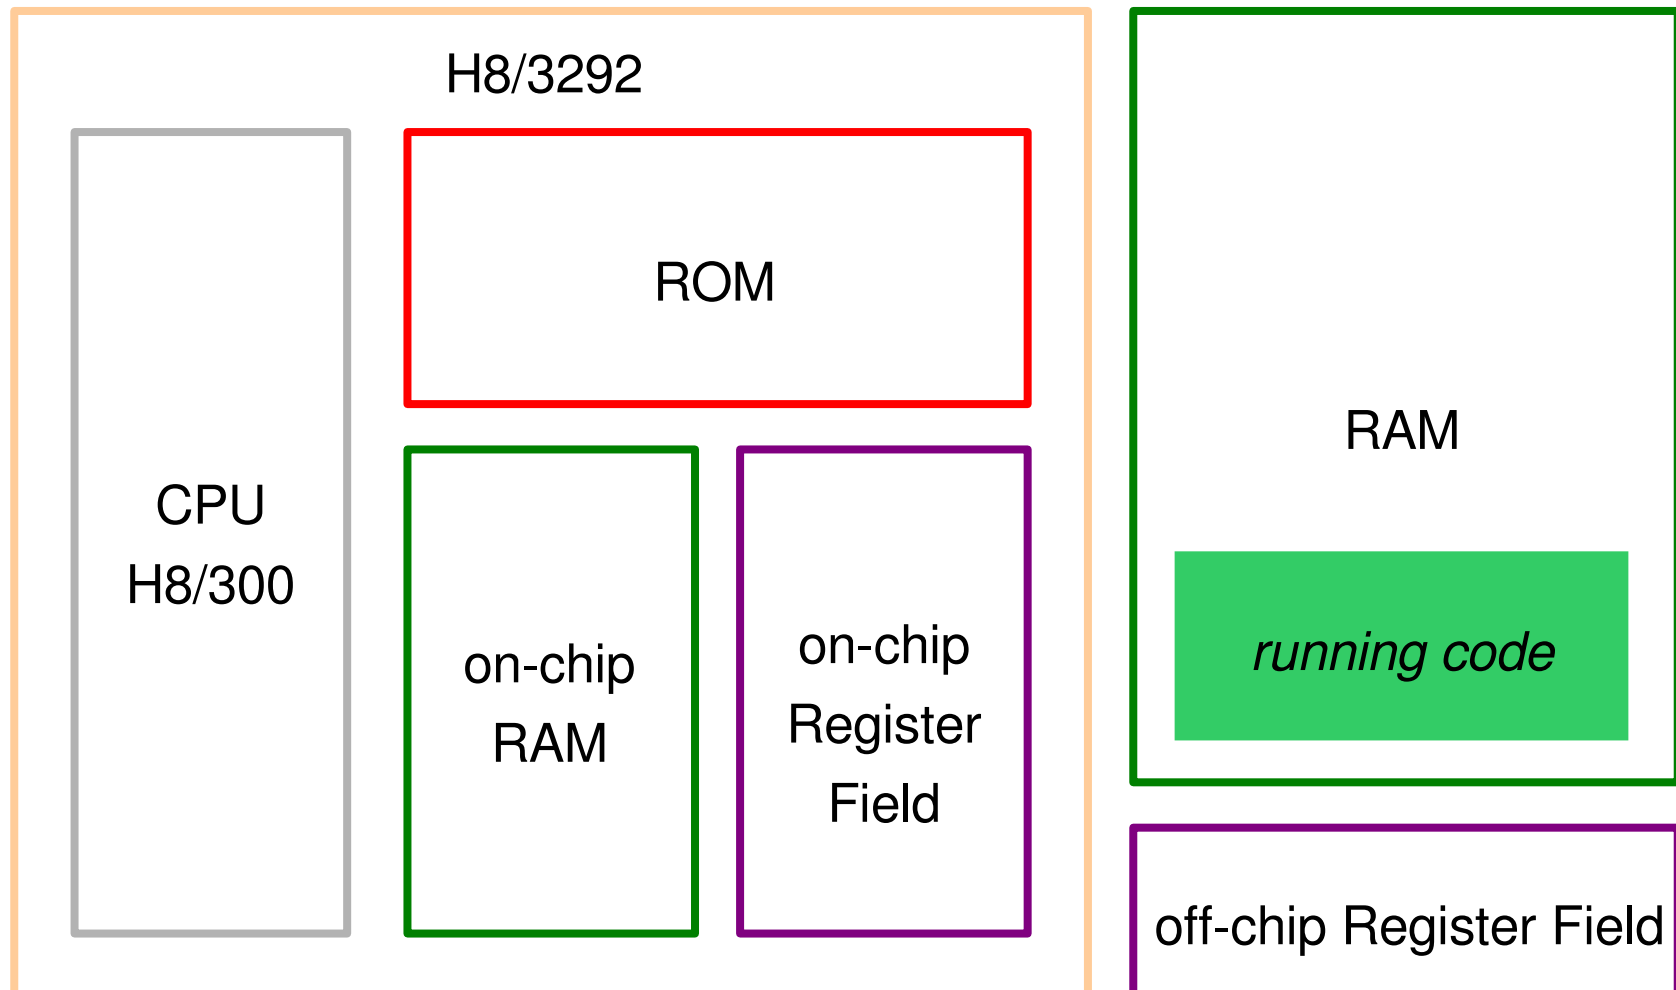 H8/3292
ROM
CPU
H8/300
on-chip
RAM
on-chip
Register
Field
RAM
running code
off-chip Register Field